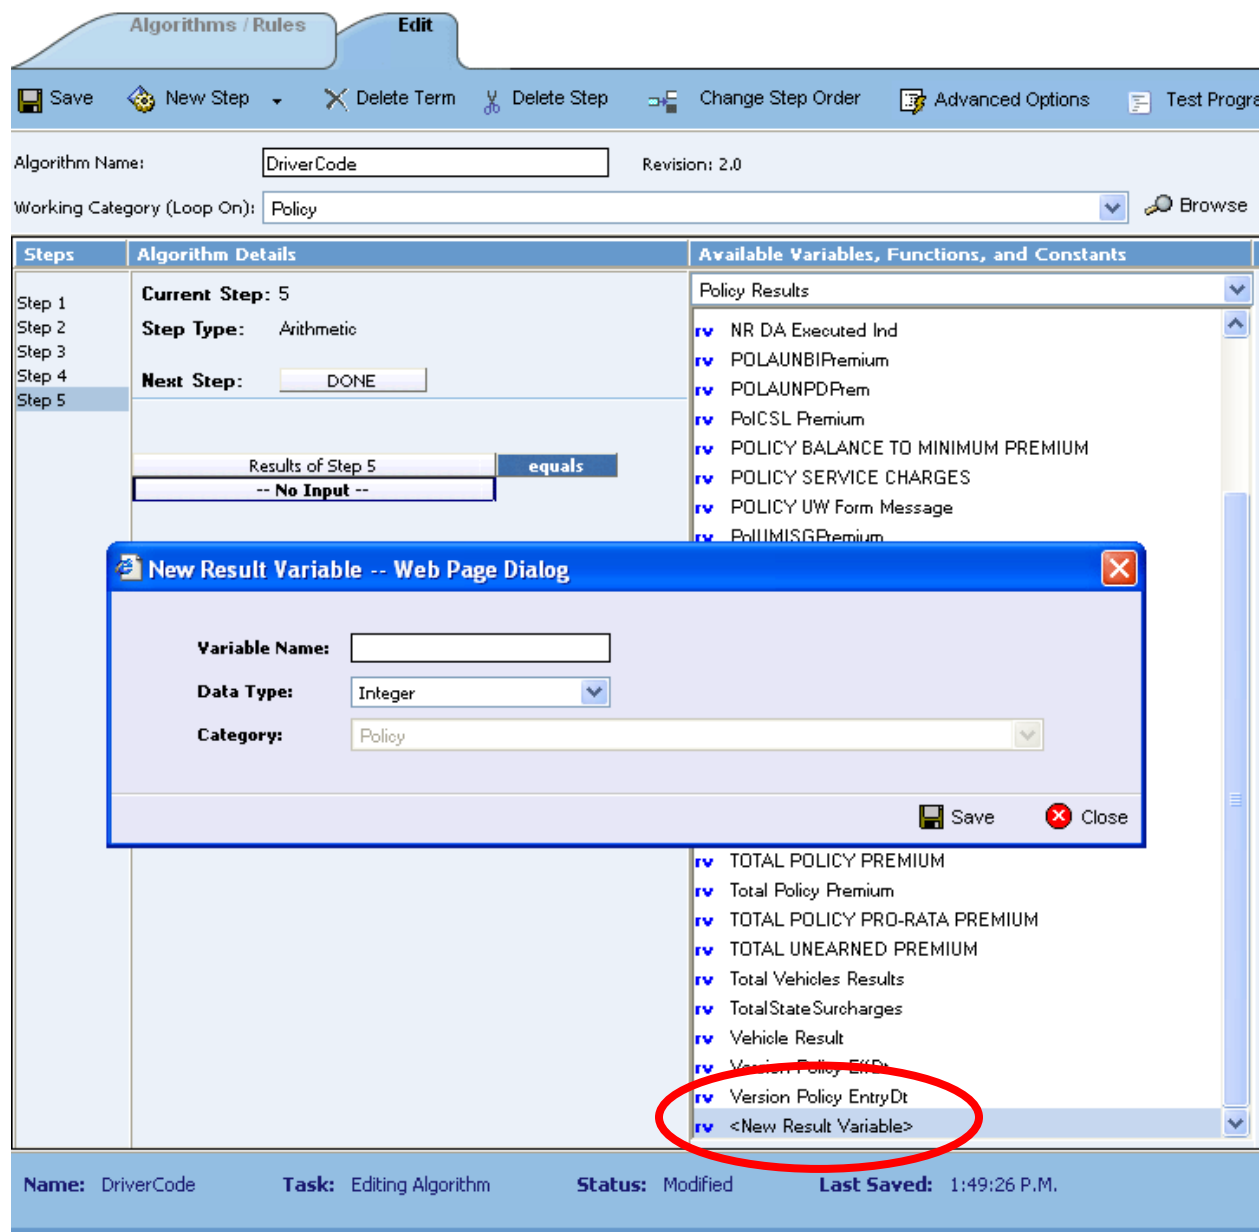 Algorithms / Rules Edit
Save New Step Delete Term Delete Step Change Step Order Advanced Options Test Progra
Algorithm Name: DriverCode Revision: 2.0
Working Category (Loop On): Policy Browse
Steps Algorithm Details Available Variables, Functions, and Constants
Step 1
Step 2
Step 3
Step 4
Step 5
Current Step: 5
Step Type: Arithmetic
Next Step: DONE
Results of Step 5 equals
-- No Input --
Policy Results
rv NR DA Executed Ind
rv POLAUNBIPremium
rv POLAUNPDPrem
rv PolCSL Premium
rv POLICY BALANCE TO MINIMUM PREMIUM
rv POLICY SERVICE CHARGES
rv POLICY UW Form Message
rv PolUMISGPremium
New Result Variable -- Web Page Dialog
Variable Name:
Data Type: Integer
Category: Policy
Save Close
rv TOTAL POLICY PREMIUM
rv Total Policy Premium
rv TOTAL POLICY PRO-RATA PREMIUM
rv TOTAL UNEARNED PREMIUM
rv Total Vehicles Results
rv TotalStateSurcharges
rv Vehicle Result
rv Version Policy EffDt
rv Version Policy EntryDt
rv <New Result Variable>
Name: DriverCode Task: Editing Algorithm Status: Modified Last Saved: 1:49:26 P.M.